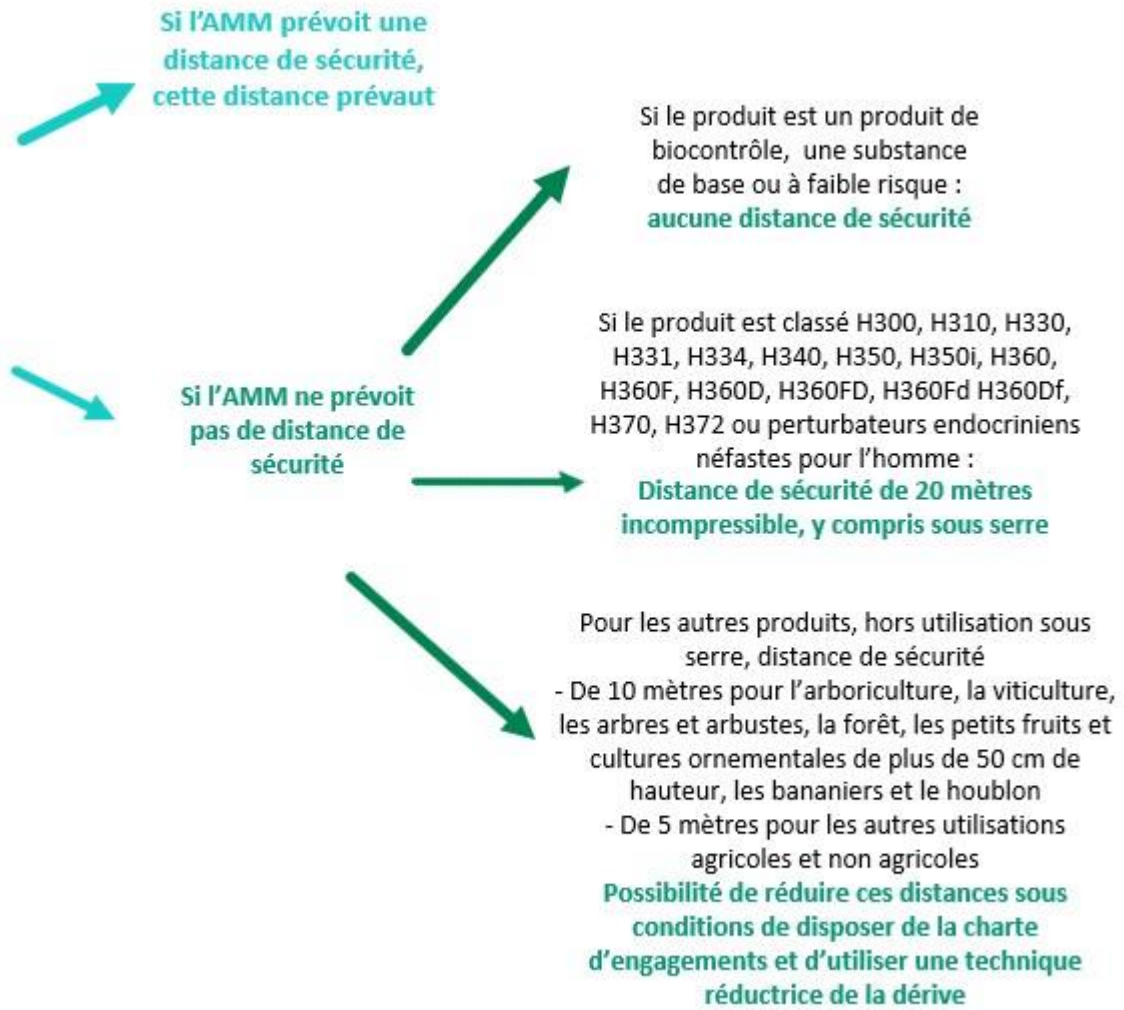 Si l'AMM prévoit une
distance de sécurité,
cette distance prévaut
Si le produit est un produit de
biocontrôle, une substance
de base ou à faible risque :
aucune distance de sécurité
Si l'AMM ne prévoit
pas de distance de
sécurité
Si le produit est classé H300, H310, H330,
H331, H334, H340, H350, H350i, H360,
H360F, H360D, H360FD, H360Fd H360Df,
H370, H372 ou perturbateurs endocriniens
néfastes pour l'homme :
Distance de sécurité de 20 mètres
incompressible, y compris sous serre
Pour les autres produits, hors utilisation sous
serre, distance de sécurité
- De 10 mètres pour l'arboriculture, la viticulture,
les arbres et arbustes, la forêt, les petits fruits et
cultures ornementales de plus de 50 cm de
hauteur, les bananiers et le houblon
- De 5 mètres pour les autres utilisations
agricoles et non agricoles
Possibilité de réduire ces distances sous
conditions de disposer de la charte
d'engagements et d'utiliser une technique
réductrice de la dérive